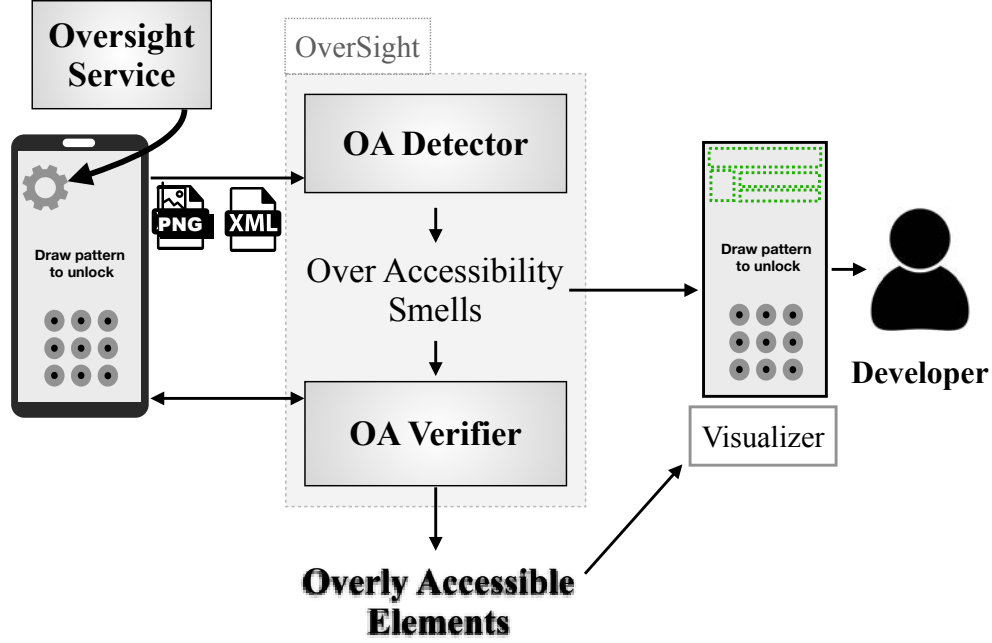 Oversight
Service
OverSight
OA Detector
PNG
XML
Draw pattern
to unlock
Over Accessibility
Smells
Draw pattern
to unlock
Developer
OA Verifier
Visualizer
Overly Accessible
Elements